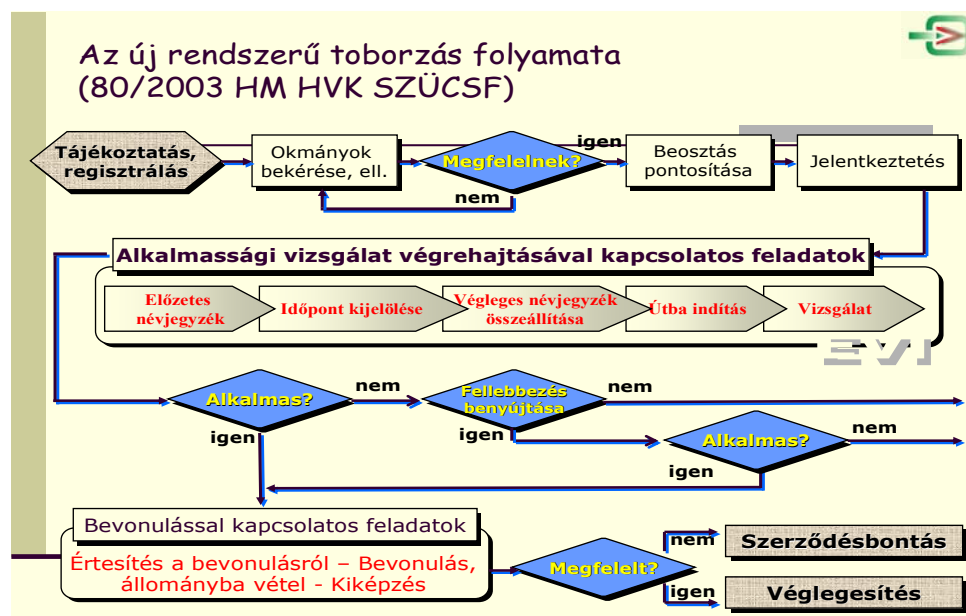 Az új rendszerű toborzás folyamata
(80/2003 HM HVK SZÜCSF)
Tájékoztatás,
regisztrálás
Okmányok
bekérése, ell.
Megfelelnek?
igen
nem
Beosztás
pontosítása
Jelentkeztetés
Alkalmassági vizsgálat végrehajtásával kapcsolatos feladatok
Előzetes
névjegyzék
Időpont kijelölése
Végleges névjegyzék
összeállítása
Útba indítás
Vizsgálat
Alkalmas?
nem
igen
Fellebbezés
benyújtása
nem
igen
Alkalmas?
nem
igen
Bevonulással kapcsolatos feladatok
Értesítés a bevonulásról – Bevonulás,
állományba vétel - Kiképzés
Megfelelt?
nem
Szerződésbontás
igen
Véglegesítés